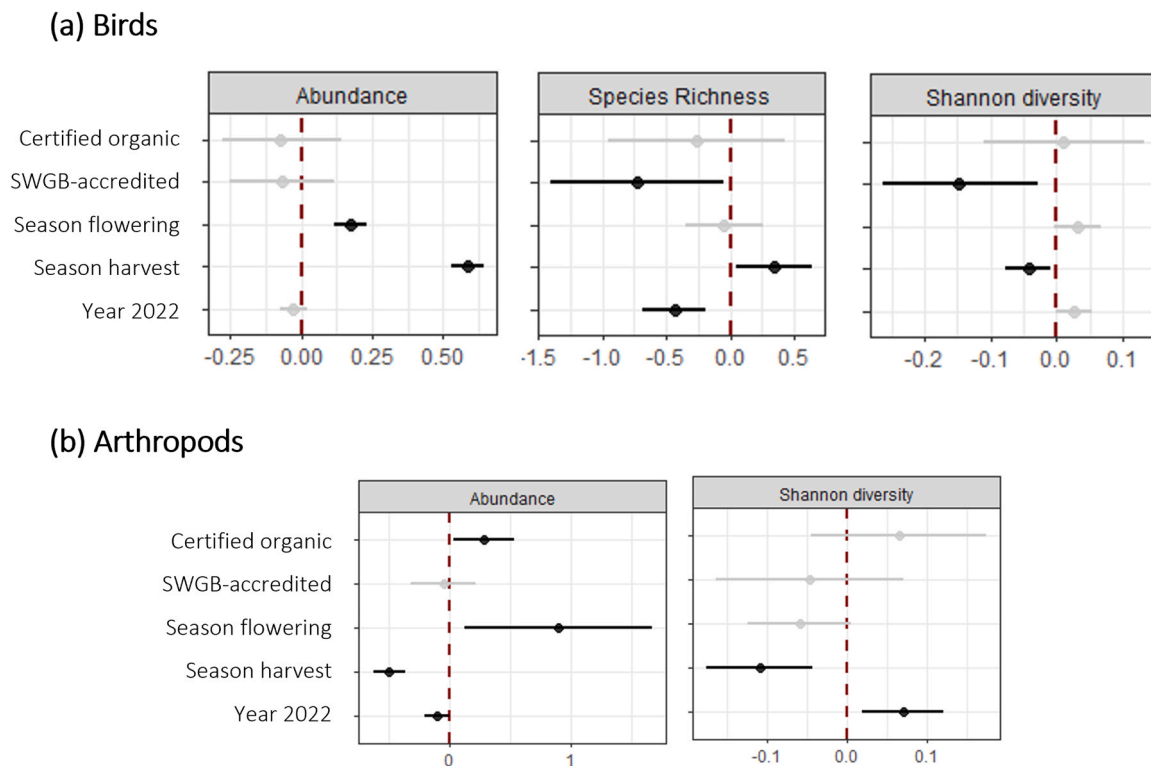 (a) Birds
Abundance
Species Richness
Shannon diversity
Certified organic
SWGB-accredited
Season flowering
Season harvest
Year 2022
-0.25 0.00 0.25 0.50
-1.5 -1.0 -0.5 0.0 0.5
-0.2 -0.1 0.0 0.1
(b) Arthropods
Abundance
Shannon diversity
Certified organic
SWGB-accredited
Season flowering
Season harvest
Year 2022
0 1
-0.1 0.0 0.1